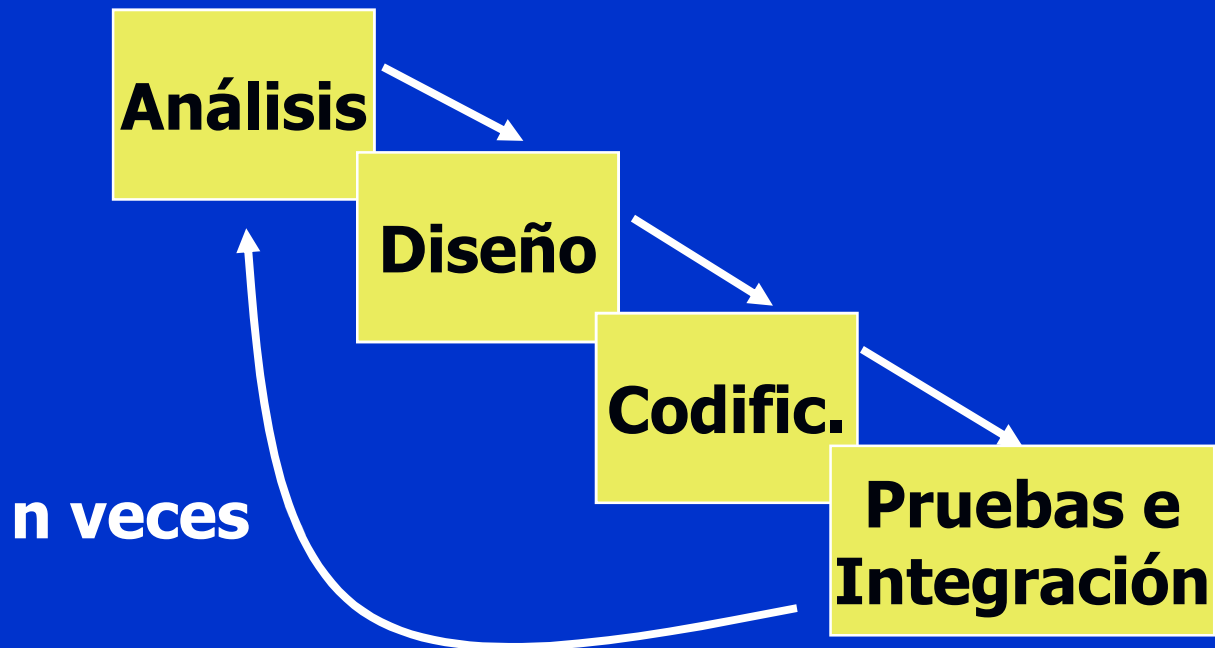 Análisis
Diseño
Codific.
n veces
Pruebas e
Integración